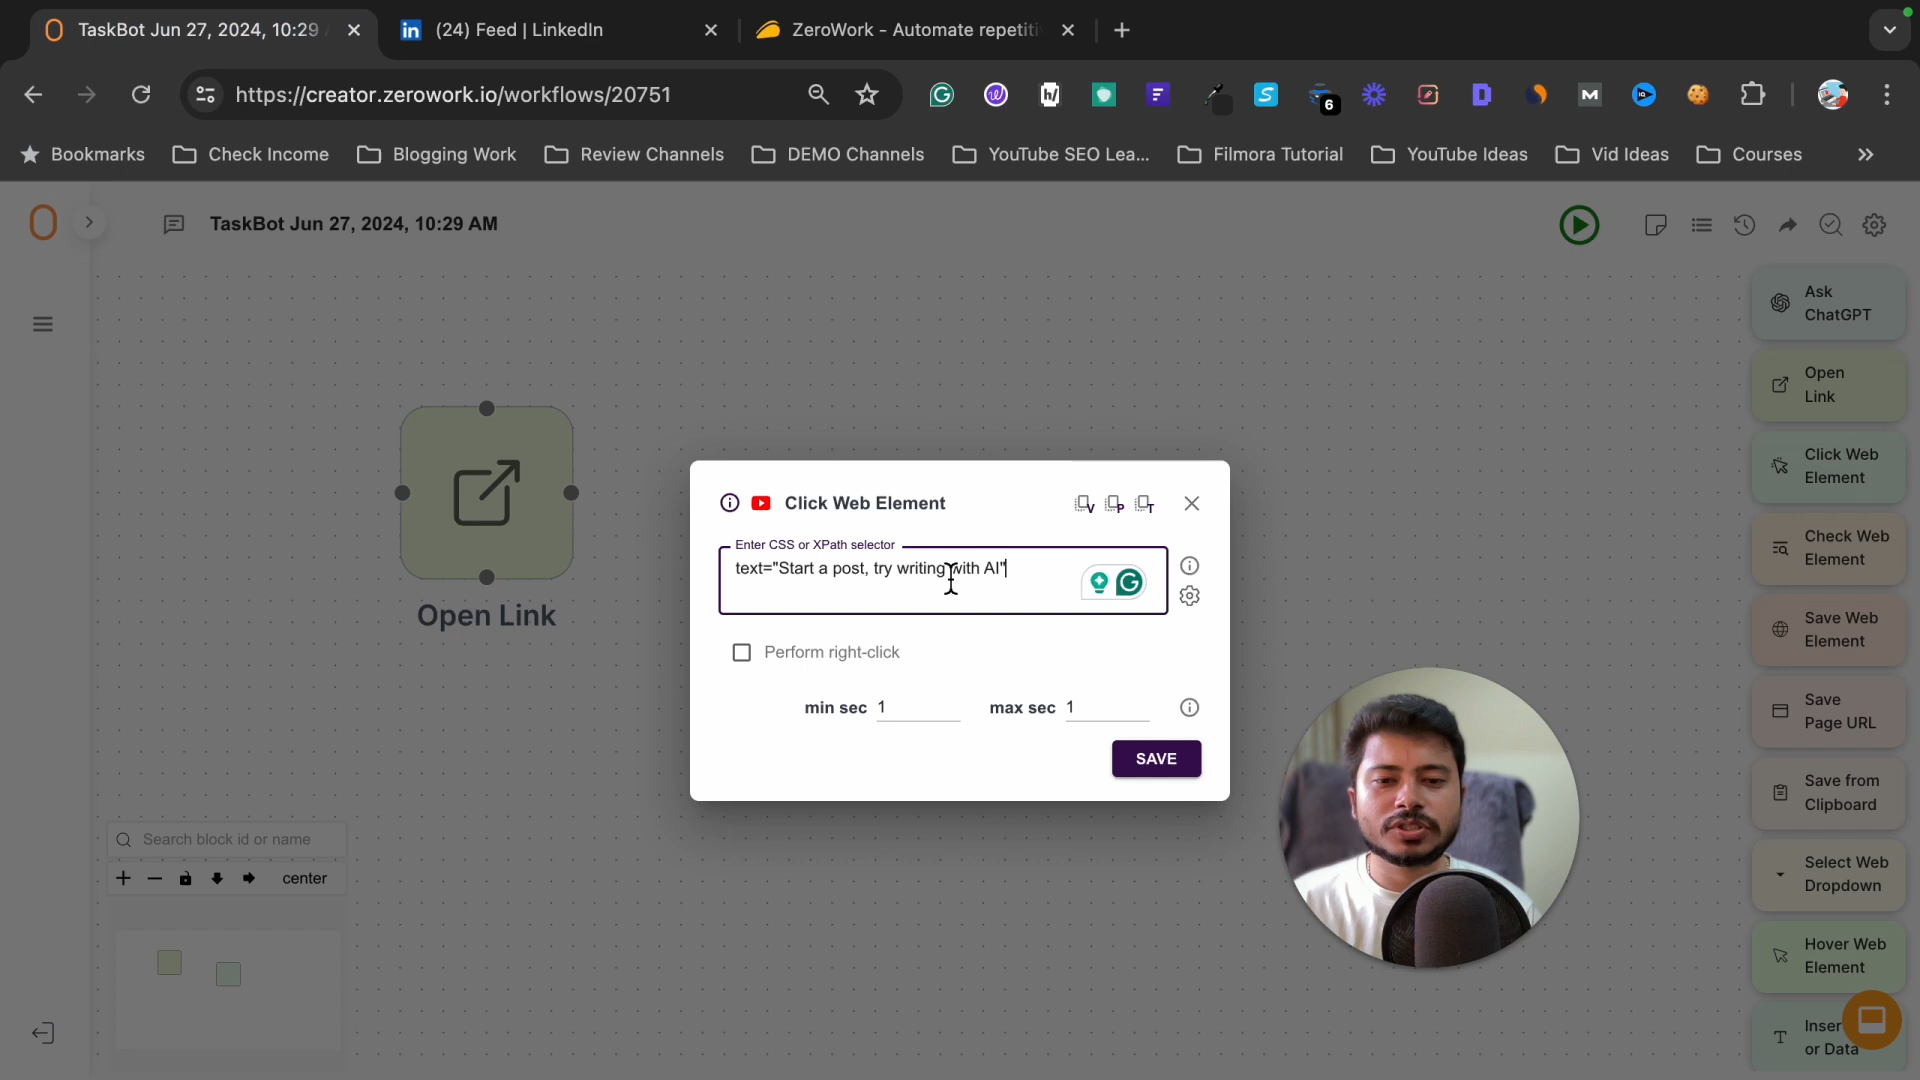 TaskBot Jun 27, 2024, 10:29
in (24) Feed | LinkedIn
ZeroWork - Automate repetiti
https://creator.zerowork.io/workflows/20751
6
Bookmarks
Check Income
Blogging Work
Review Channels
DEMO Channels
YouTube SEO Lea...
Filmora Tutorial
YouTube Ideas
Vid Ideas
Courses
TaskBot Jun 27, 2024, 10:29 AM
Ask
ChatGPT
Open
Link
Click Web
Element
Check Web
Element
Save Web
Element
Save
Page URL
Save from
Clipboard
Select Web
Dropdown
Hover Web
Element
Inser
or Data
Open Link
Click Web Element
V
P
T
Enter CSS or XPath selector
text="Start a post, try writing with AI"
Perform right-click
min sec 1
max sec 1
SAVE
Search block id or name
center